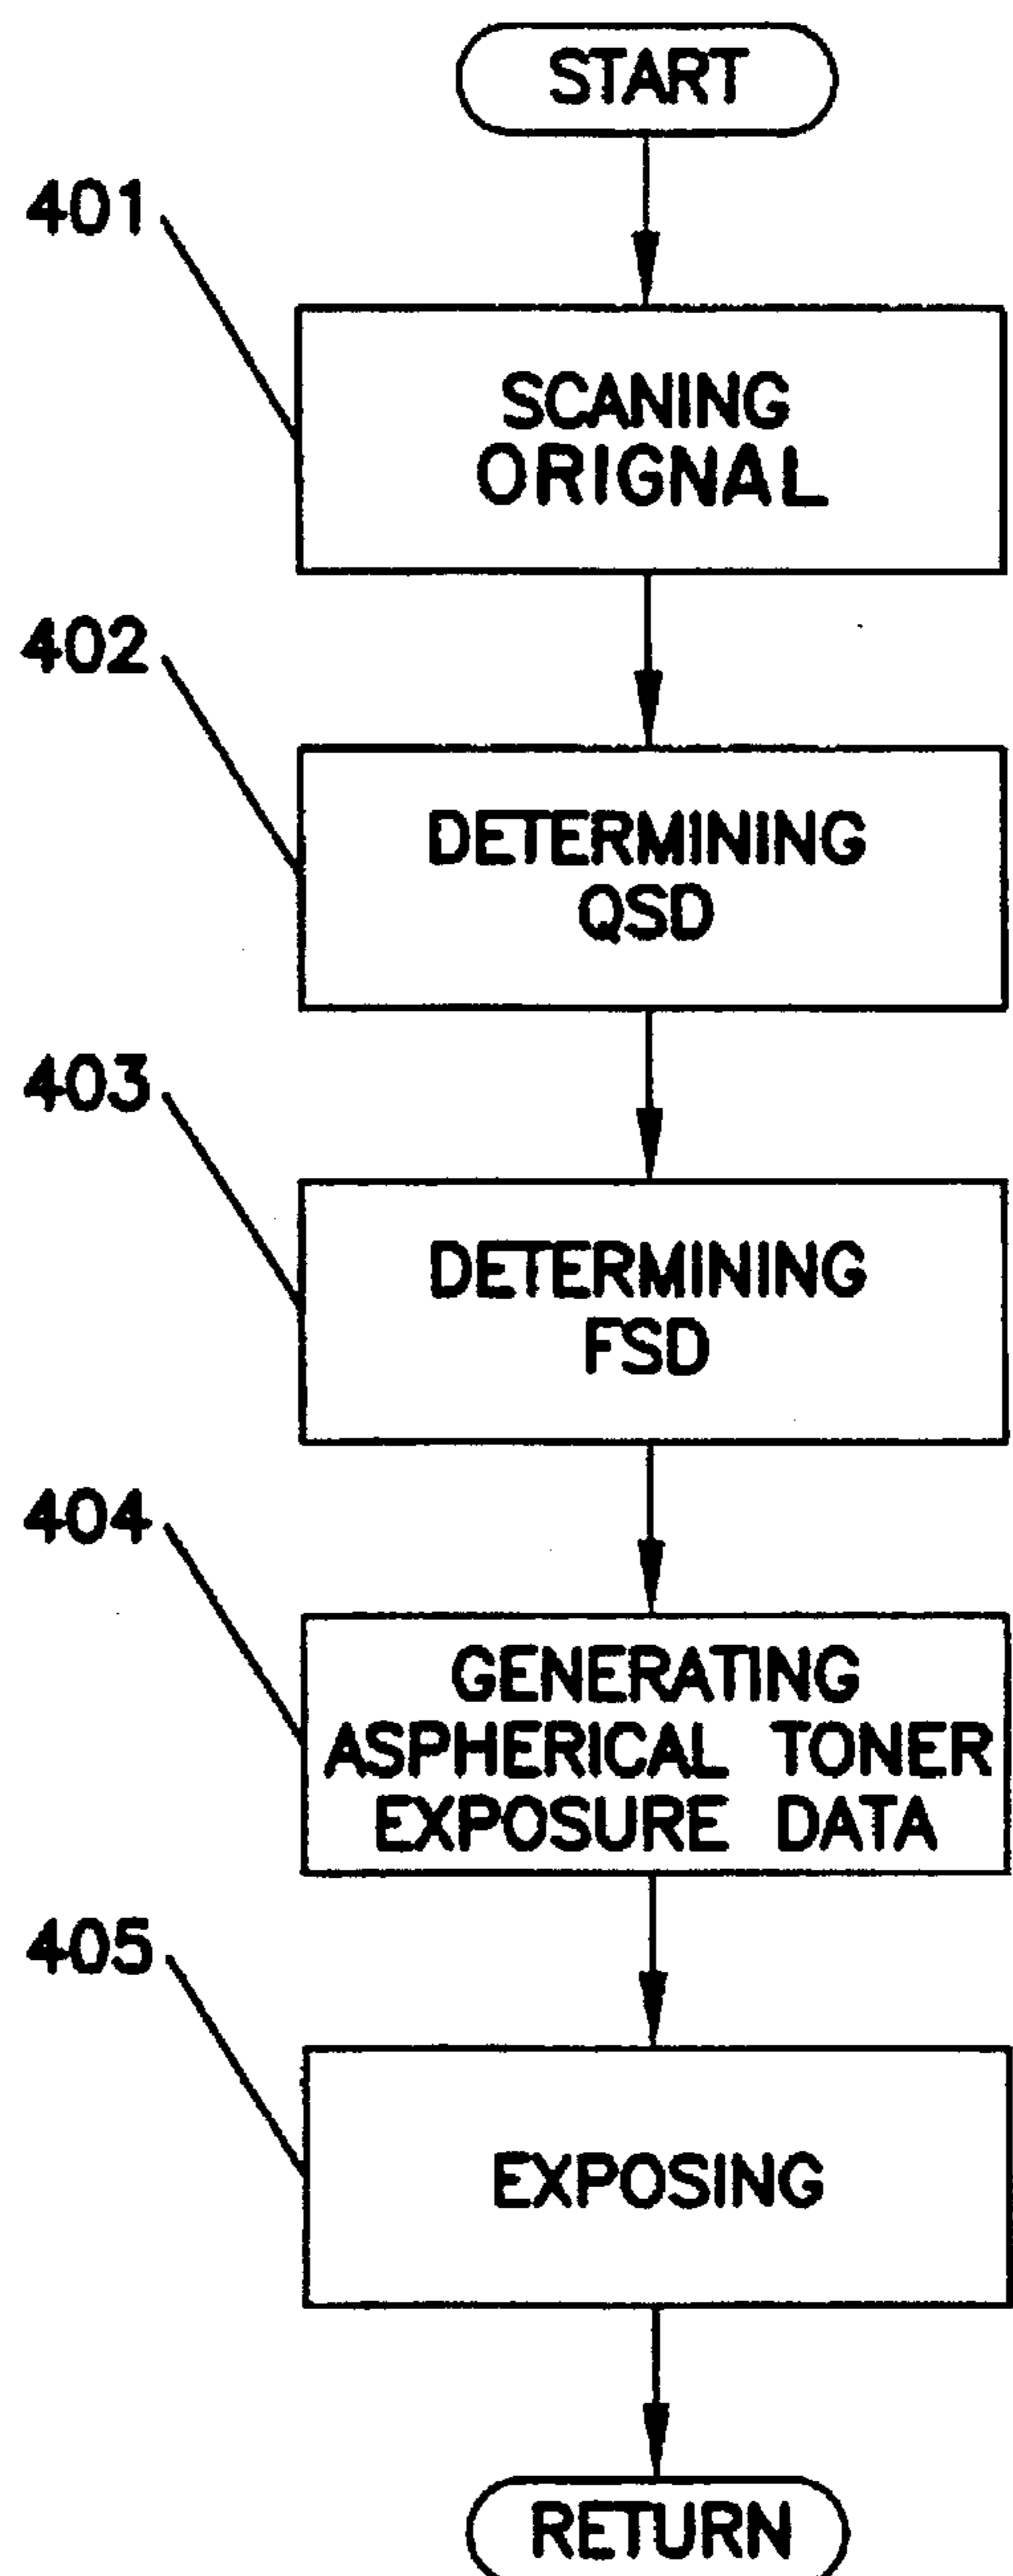 START
401
SCANING
ORIGNAL
402
DETERMINING
QSD
403
DETERMINING
FSD
404
GENERATING
ASPHERICAL TONER
EXPOSURE DATA
405
EXPOSING
RETURN